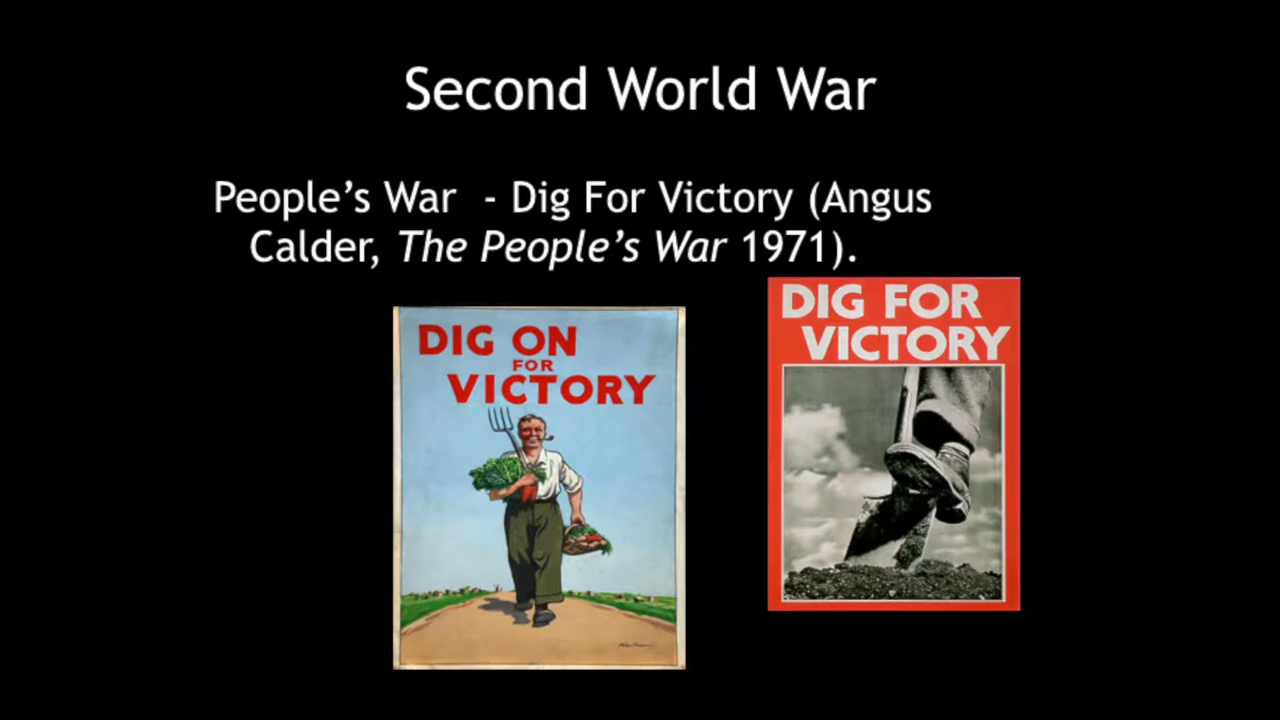 Second World War
People’s War - Dig For Victory (Angus
Calder, The People’s War 1971).
DIG ON
FOR
VICTORY
DIG FOR
VICTORY